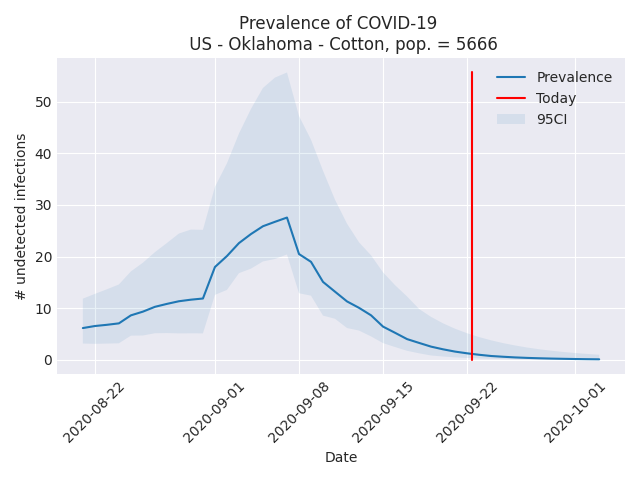 Prevalence of COVID-19
US - Oklahoma - Cotton, pop. = 5666
Prevalence
Today
95CI
# undetected infections
50
40
30
20
10
0
2020-08-22
2020-09-01
2020-09-08
2020-09-15
2020-09-22
2020-10-01
Date